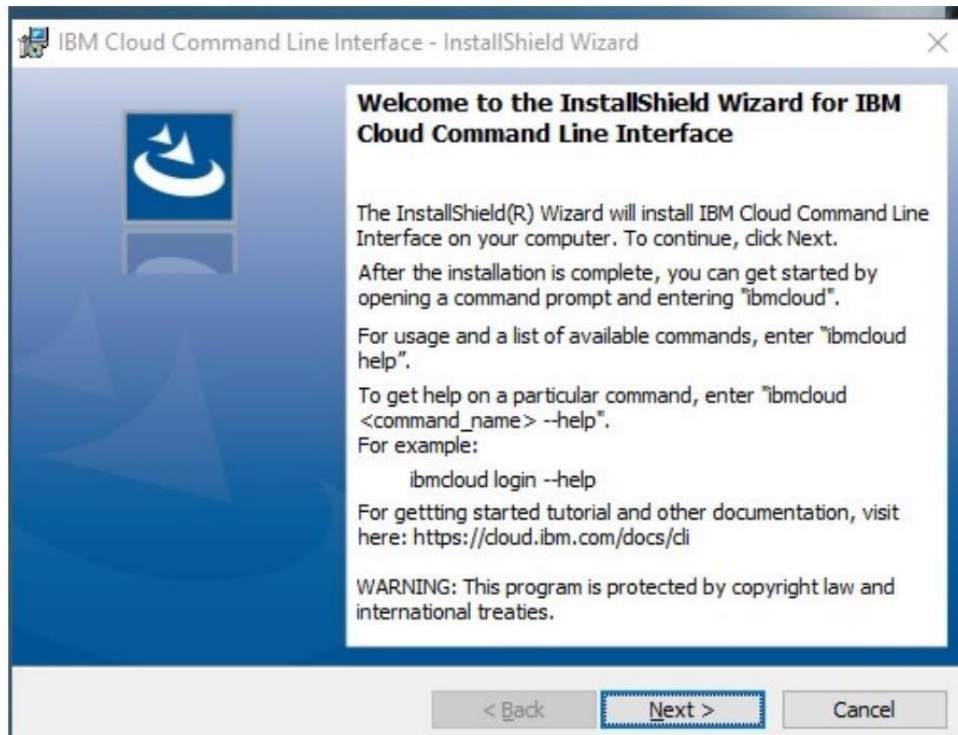 IBM Cloud Command Line Interface - InstallShield Wizard
Welcome to the InstallShield Wizard for IBM
Cloud Command Line Interface
The InstallShield(R) Wizard will install IBM Cloud Command Line
Interface on your computer. To continue, click Next.
After the installation is complete, you can get started by
opening a command prompt and entering "ibmcloud".
For usage and a list of available commands, enter "ibmcloud
help".
To get help on a particular command, enter "ibmcloud
<command_name> --help".
For example:
ibmcloud login --help
For gettting started tutorial and other documentation, visit
here: https://cloud.ibm.com/docs/cli
WARNING: This program is protected by copyright law and
international treaties.
< Back
Next >
Cancel